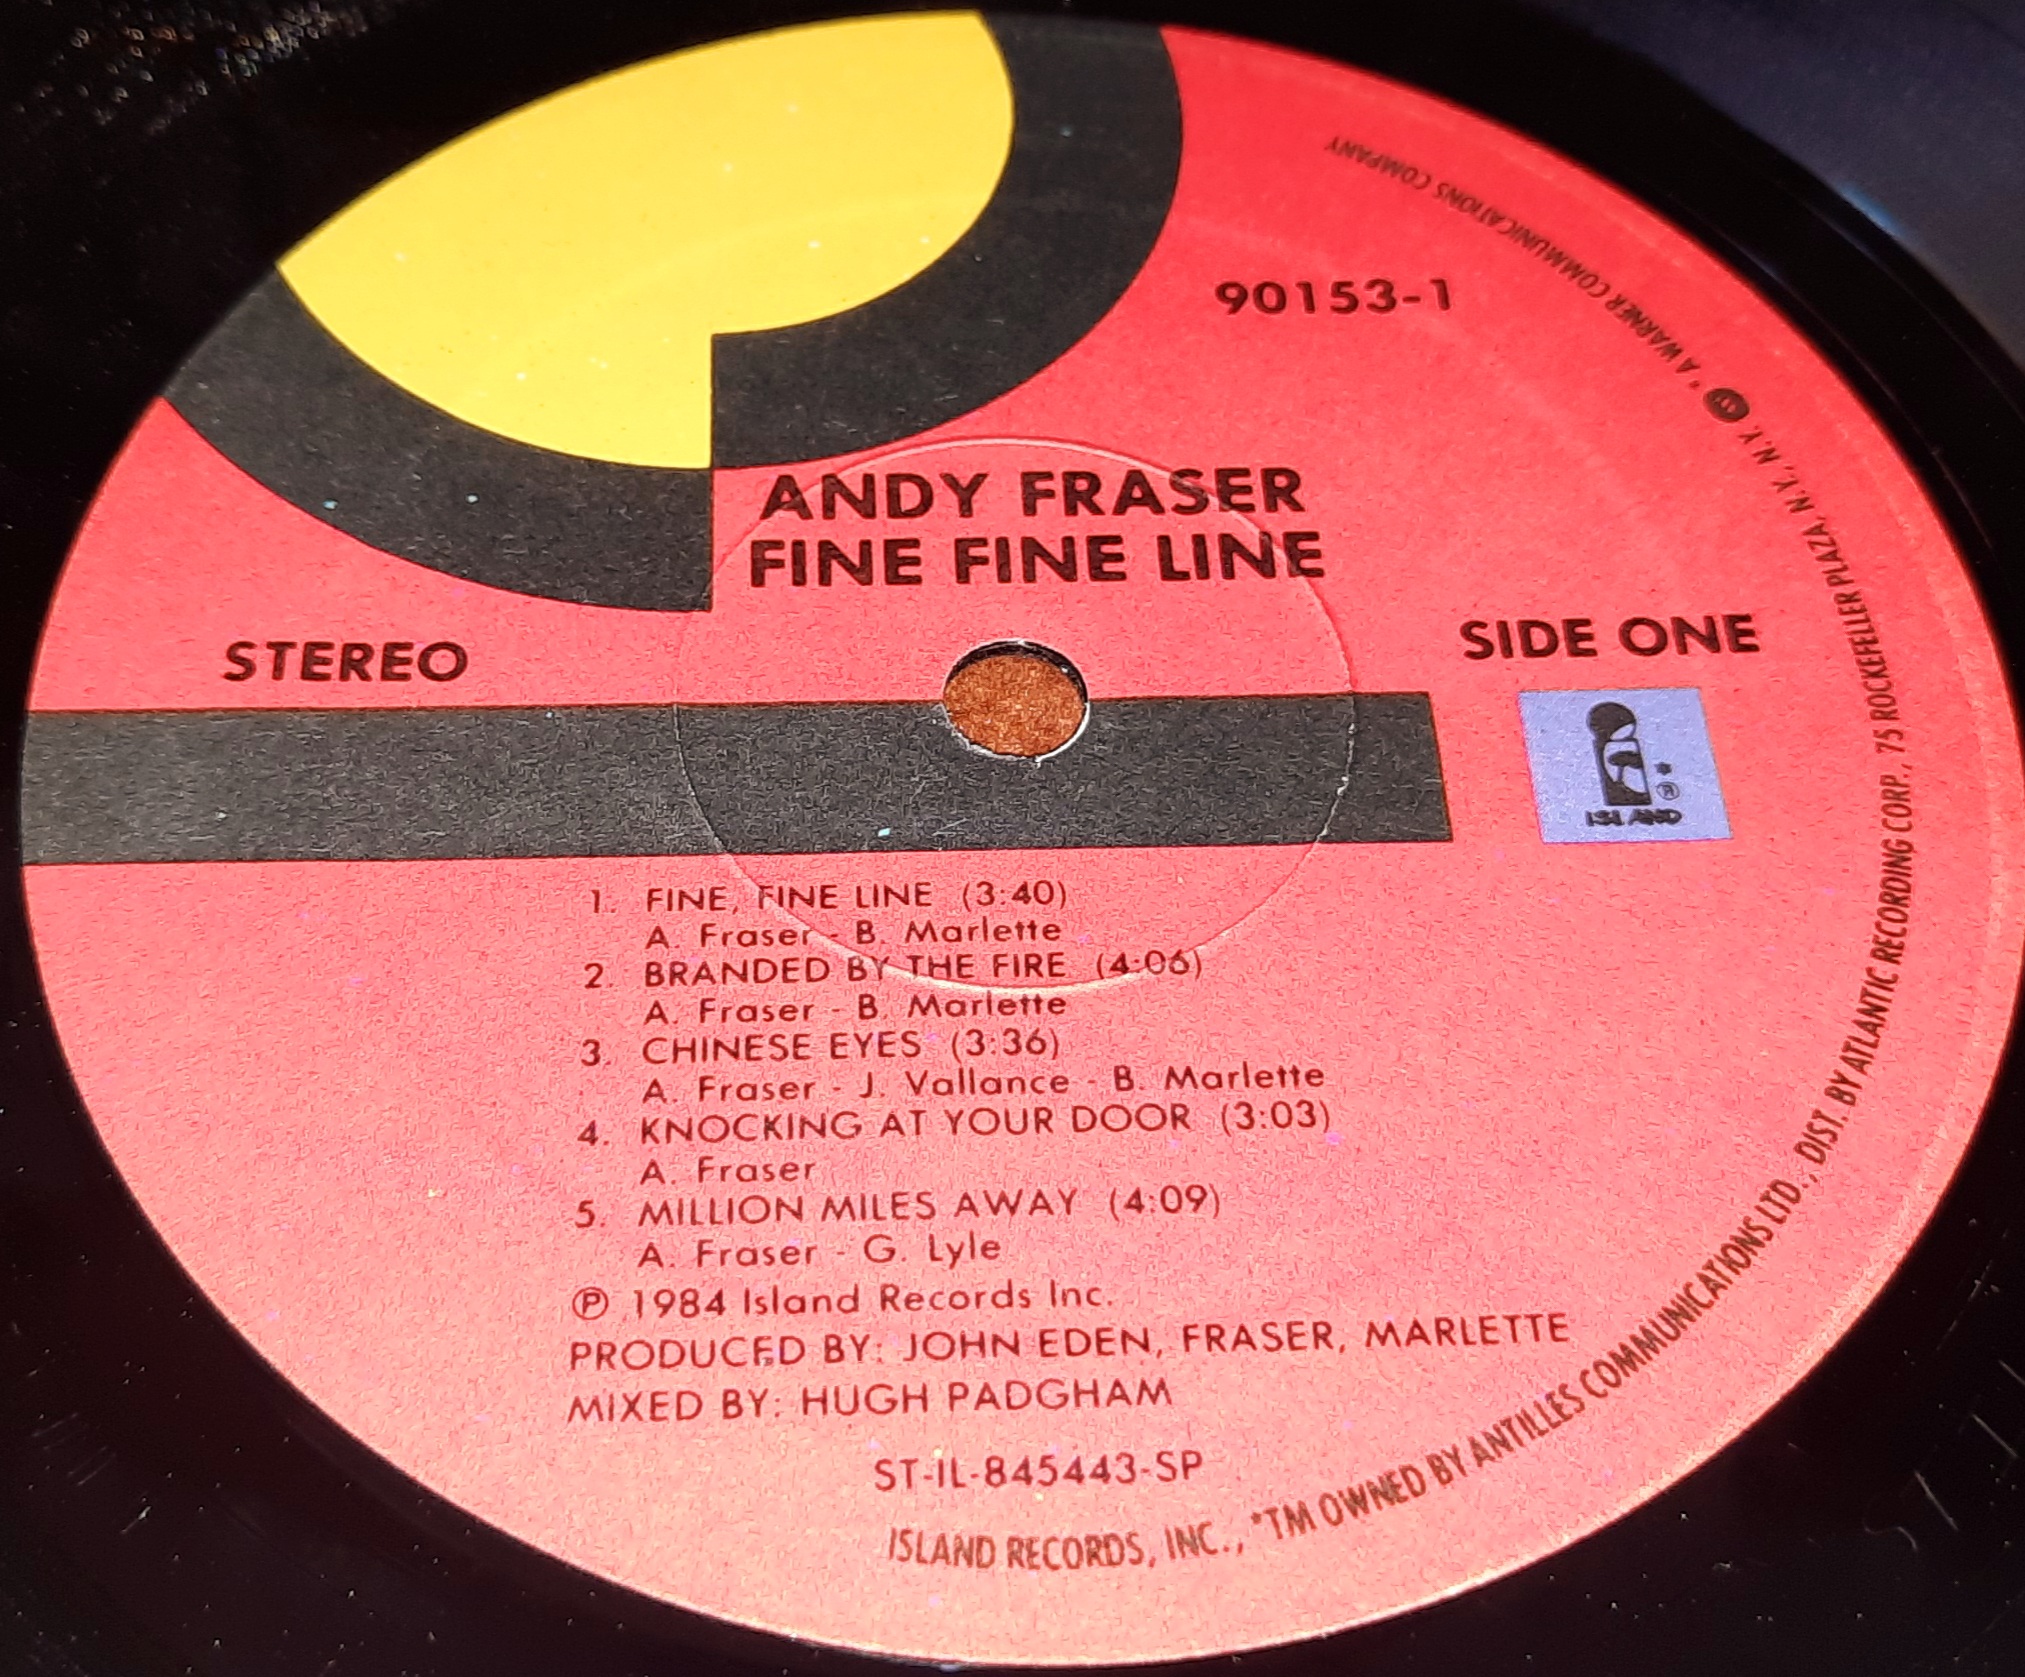 90153-1
ANDY FRASER
FINE FINE LINE
STEREO
SIDE ONE
ISLAND
1. FINE, FINE LINE (3:40)
A. Fraser - B. Marlette
2. BRANDED BY THE FIRE (4:06)
A. Fraser - B. Marlette
3. CHINESE EYES (3:36)
A. Fraser - J. Vallance - B. Marlette
4. KNOCKING AT YOUR DOOR (3:03)
A. Fraser
5. MILLION MILES AWAY (4:09)
A. Fraser - G. Lyle
℗ 1984 Island Records Inc.
PRODUCED BY: JOHN EDEN, FRASER, MARLETTE
MIXED BY: HUGH PADGHAM
ST-IL-845443-SP
ISLAND RECORDS, INC., *TM OWNED BY ANTILLES COMMUNICATIONS LTD., DIST. BY ATLANTIC RECORDING CORP., 75 ROCKEFELLER PLAZA, N.Y., N.Y. A WARNER COMMUNICATIONS COMPANY